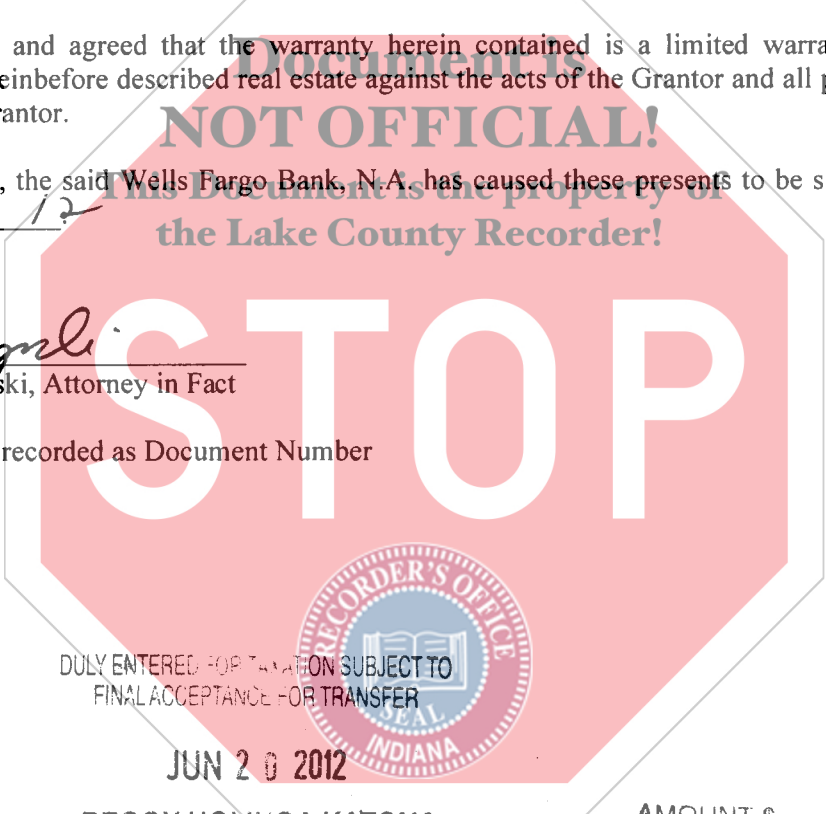 and agreed that the warranty herein contained is a limited warra
einbefore described real estate against the acts of the Grantor and all p
rantor.
Document is
NOT OFFICIAL!
This Document is the property of
the Lake County Recorder!
, the said Wells Fargo Bank, N.A. has caused these presents to be s
12
STOP
ski, Attorney in Fact
recorded as Document Number
RECORDER'S OFFICE
SEAL
INDIANA
DULY ENTERED FOR TAXATION SUBJECT TO
FINAL ACCEPTANCE FOR TRANSFER
JUN 2 0 2012
AMOUNT $